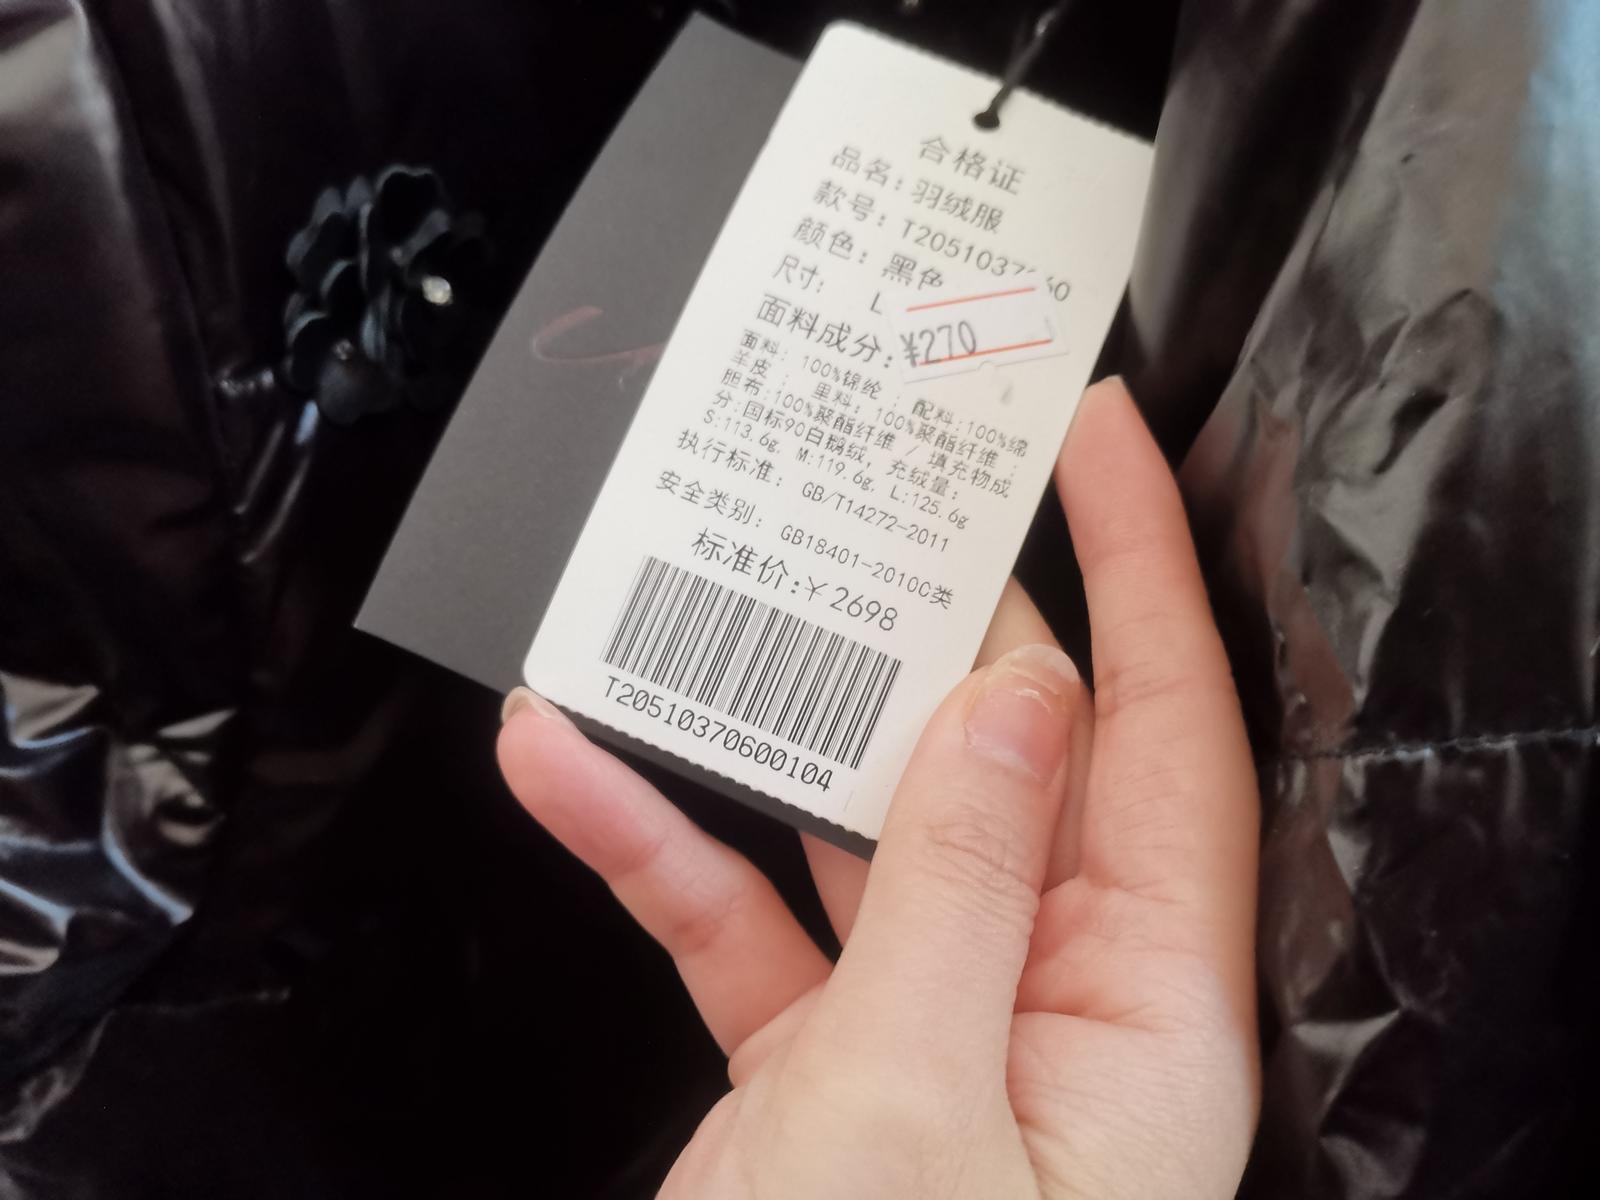 合格证
品名: 羽绒服
款号: T2051037
颜色: 黑色
尺寸: L
¥270
面料成分:
面料: 100%锦纶 ; 配料:100%绵
羊皮 ; 里料: 100%聚酯纤维 ;
胆布:100%聚酯纤维 / 填充物成
分:国标90白鹅绒, 充绒量:
S:113.6g, M:119.6g, L:125.6g
执行标准: GB/T14272-2011
安全类别: GB18401-2010C类
标准价:¥ 2698
T20510370600104